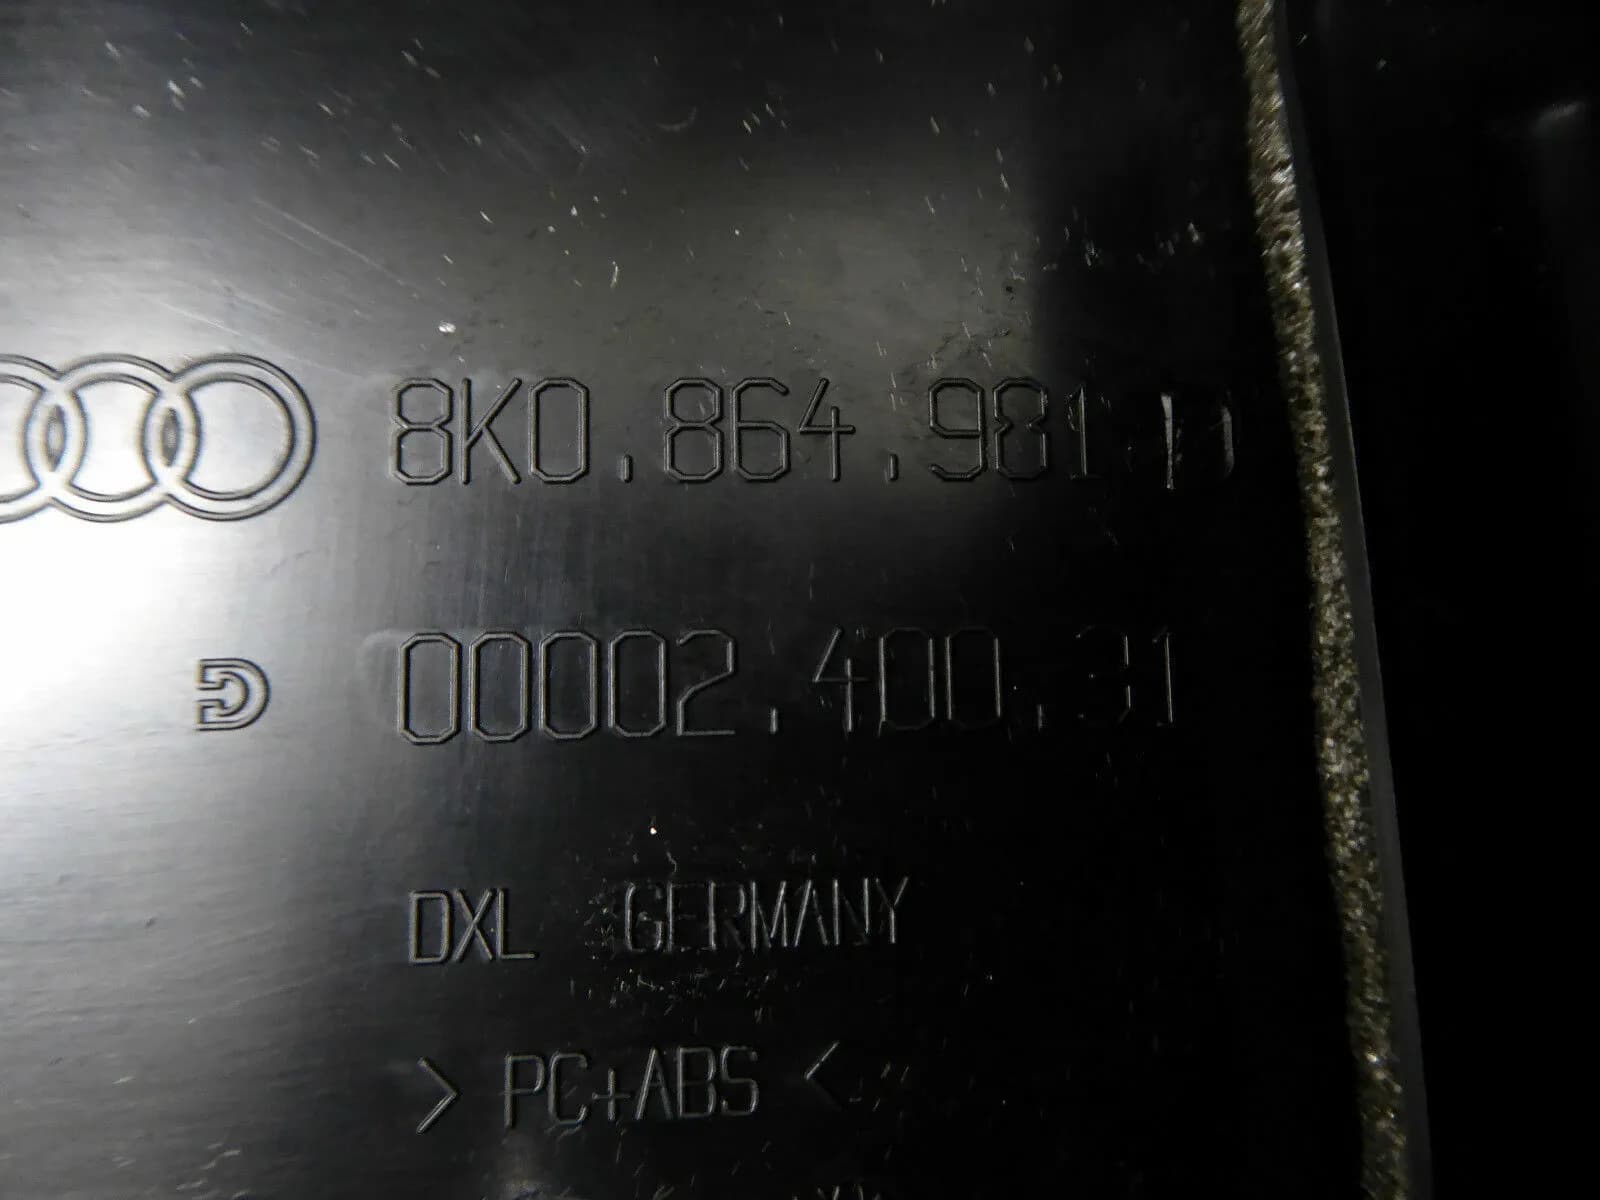 8K0.864.981.D
00002.400.31
DXL GERMANY
> PC+ABS <